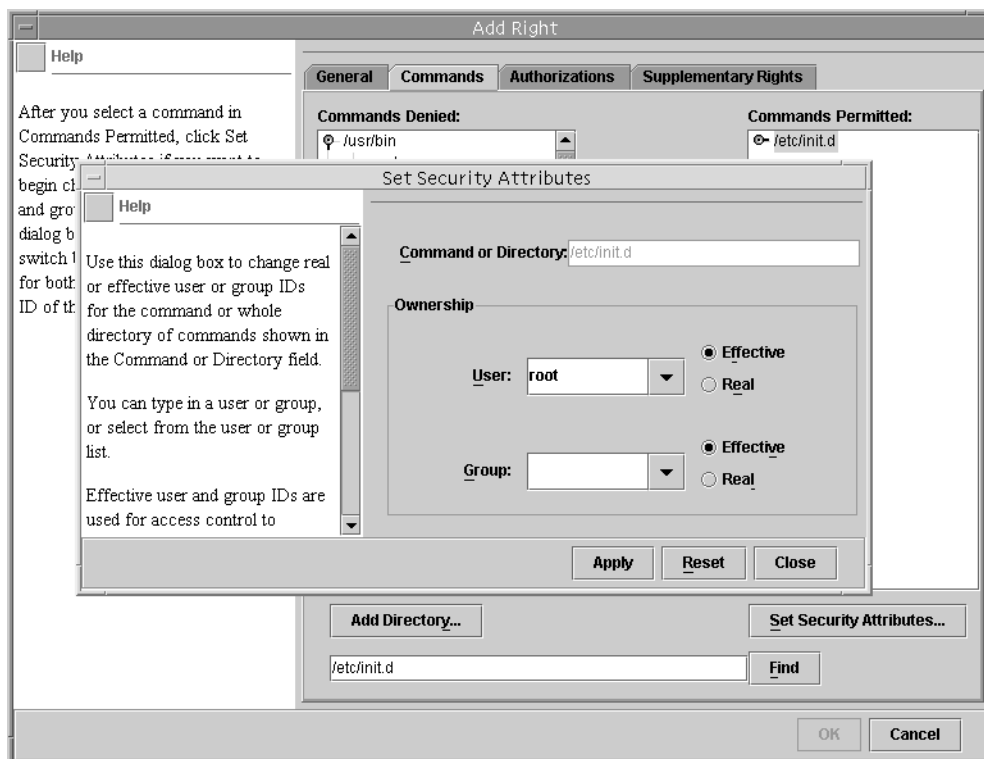 Add Right
Help
After you select a command in
Commands Permitted, click Set
Security Attributes if you want to
begin
and
dialog
switch
for both
ID of
General Commands Authorizations Supplementary Rights
Commands Denied:
/usr/bin
Commands Permitted:
/etc/init.d
Set Security Attributes
Help
Use this dialog box to change real
or effective user or group IDs
for the command or whole
directory of commands shown in
the Command or Directory field.
You can type in a user or group,
or select from the user or group
list.
Effective user and group IDs are
used for access control to
Command or Directory: /etc/init.d
Ownership
User: root
Effective
Real
Group:
Effective
Real
Apply Reset Close
Add Directory... Set Security Attributes...
/etc/init.d Find
OK Cancel